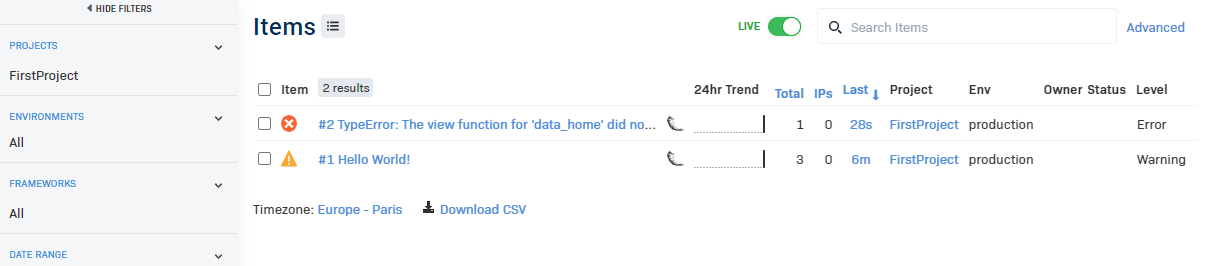 HIDE FILTERS
PROJECTS
FirstProject
ENVIRONMENTS
All
FRAMEWORKS
All
DATE RANGE
Items
LIVE
Search Items
Advanced
Item 2 results 24hr Trend Total IPs Last Project Env Owner Status Level
#2 TypeError: The view function for 'data_home' did no... 1 0 28s FirstProject production Error
#1 Hello World! 3 0 6m FirstProject production Warning
Timezone: Europe - Paris Download CSV